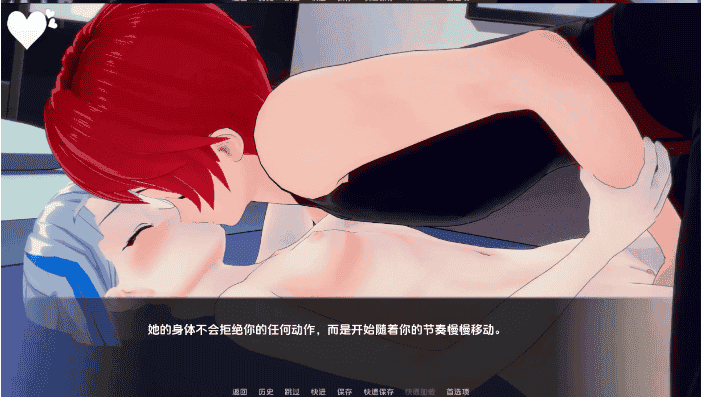 她的身体不会拒绝你的任何动作，而是开始随着你的节奏慢慢移动。
返回 历史 跳过 快进 保存 快速保存 快速加载 首选项